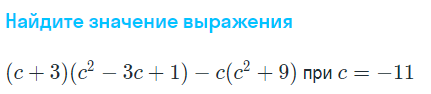 Найдите значение выражения
(c + 3)(c² − 3c + 1) − c(c² + 9) при c = −11